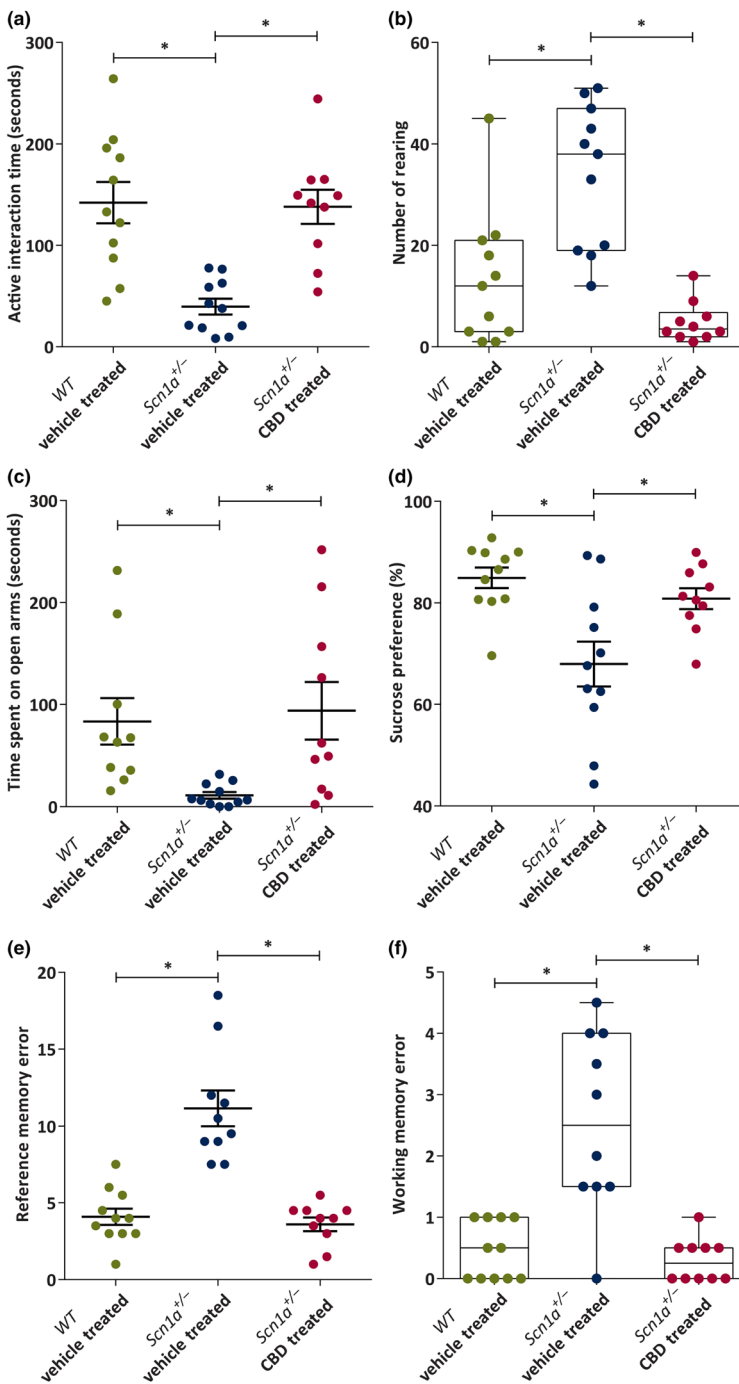 (a)
Active interaction time (seconds)
300
200
100
0
*
*
WT
vehicle treated
Scn1a+/−
vehicle treated
Scn1a+/−
CBD treated
(b)
Number of rearing
60
40
20
0
*
*
WT
vehicle treated
Scn1a+/−
vehicle treated
Scn1a+/−
CBD treated
(c)
Time spent on open arms (seconds)
300
200
100
0
*
*
WT
vehicle treated
Scn1a+/−
vehicle treated
Scn1a+/−
CBD treated
(d)
Sucrose preference (%)
100
80
60
40
*
*
WT
vehicle treated
Scn1a+/−
vehicle treated
Scn1a+/−
CBD treated
(e)
Reference memory error
20
15
10
5
0
*
*
WT
vehicle treated
Scn1a+/−
vehicle treated
Scn1a+/−
CBD treated
(f)
Working memory error
5
4
3
2
1
0
*
*
WT
vehicle treated
Scn1a+/−
vehicle treated
Scn1a+/−
CBD treated